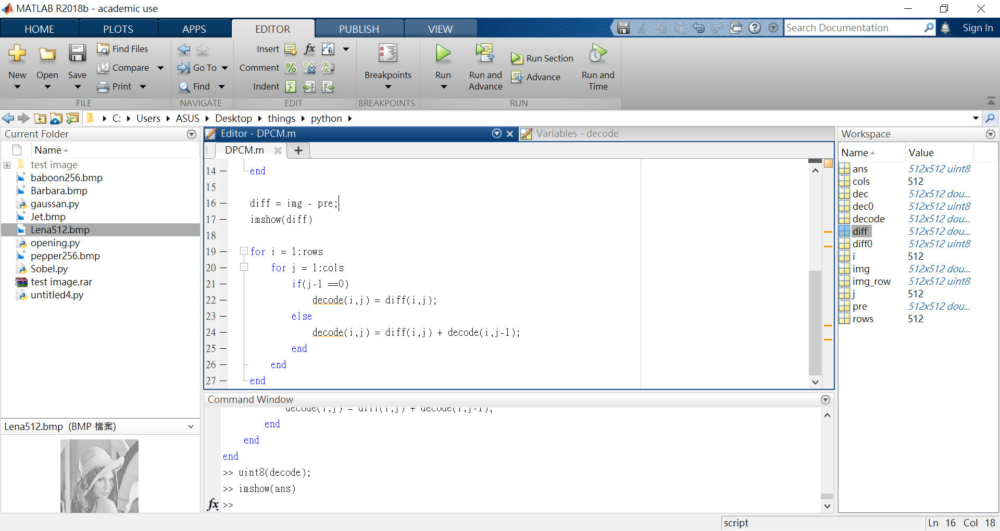 MATLAB R2018b - academic use
HOME PLOTS APPS EDITOR PUBLISH VIEW
Search Documentation
Sign In
New
Open
Save
Find Files
Compare
Print
FILE
Go To
Find
NAVIGATE
Insert
Comment
Indent
EDIT
Breakpoints
BREAKPOINTS
Run
Run and Advance
Run Section
Advance
Run and Time
RUN
C: Users ASUS Desktop things python
Current Folder
Name
test image
baboon256.bmp
Barbara.bmp
gaussan.py
Jet.bmp
Lena512.bmp
opening.py
pepper256.bmp
Sobel.py
test image.rar
untitled4.py
Lena512.bmp (BMP 檔案)
Editor - DPCM.m
Variables - decode
DPCM.m
14 end
15
16 diff = img - pre;
17 imshow(diff)
18
19 for i = 1:rows
20 for j = 1:cols
21 if(j-1 ==0)
22 decode(i,j) = diff(i,j);
23 else
24 decode(i,j) = diff(i,j) + decode(i,j-1);
25 end
26 end
27 end
Command Window
decode(i,j) = diff(i,j) + decode(i,j-1);
end
end
end
>> uint8(decode);
>> imshow(ans)
fx >>
Workspace
Name Value
ans 512x512 uint8
cols 512
dec 512x512 dou...
dec0 512x512 uint8
decode 512x512 dou...
diff 512x512 dou...
diff0 512x512 uint8
i 512
img 512x512 dou...
img_row 512x512 uint8
j 512
pre 512x512 dou...
rows 512
script
Ln 16 Col 18